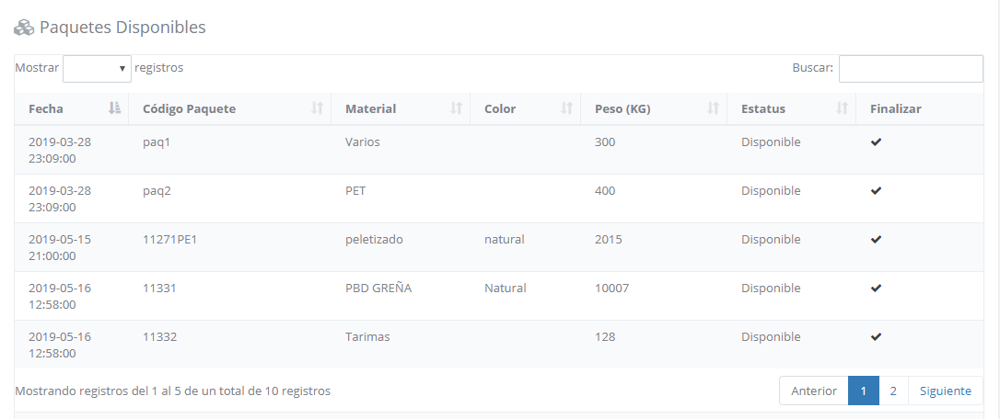 Paquetes Disponibles
Mostrar registros Buscar:
Fecha Código Paquete Material Color Peso (KG) Estatus Finalizar
2019-03-28 paq1 Varios 300 Disponible
23:09:00
2019-03-28 paq2 PET 400 Disponible
23:09:00
2019-05-15 11271PE1 peletizado natural 2015 Disponible
21:00:00
2019-05-16 11331 PBD GREÑA Natural 10007 Disponible
12:58:00
2019-05-16 11332 Tarimas 128 Disponible
12:58:00
Mostrando registros del 1 al 5 de un total de 10 registros Anterior 1 2 Siguiente